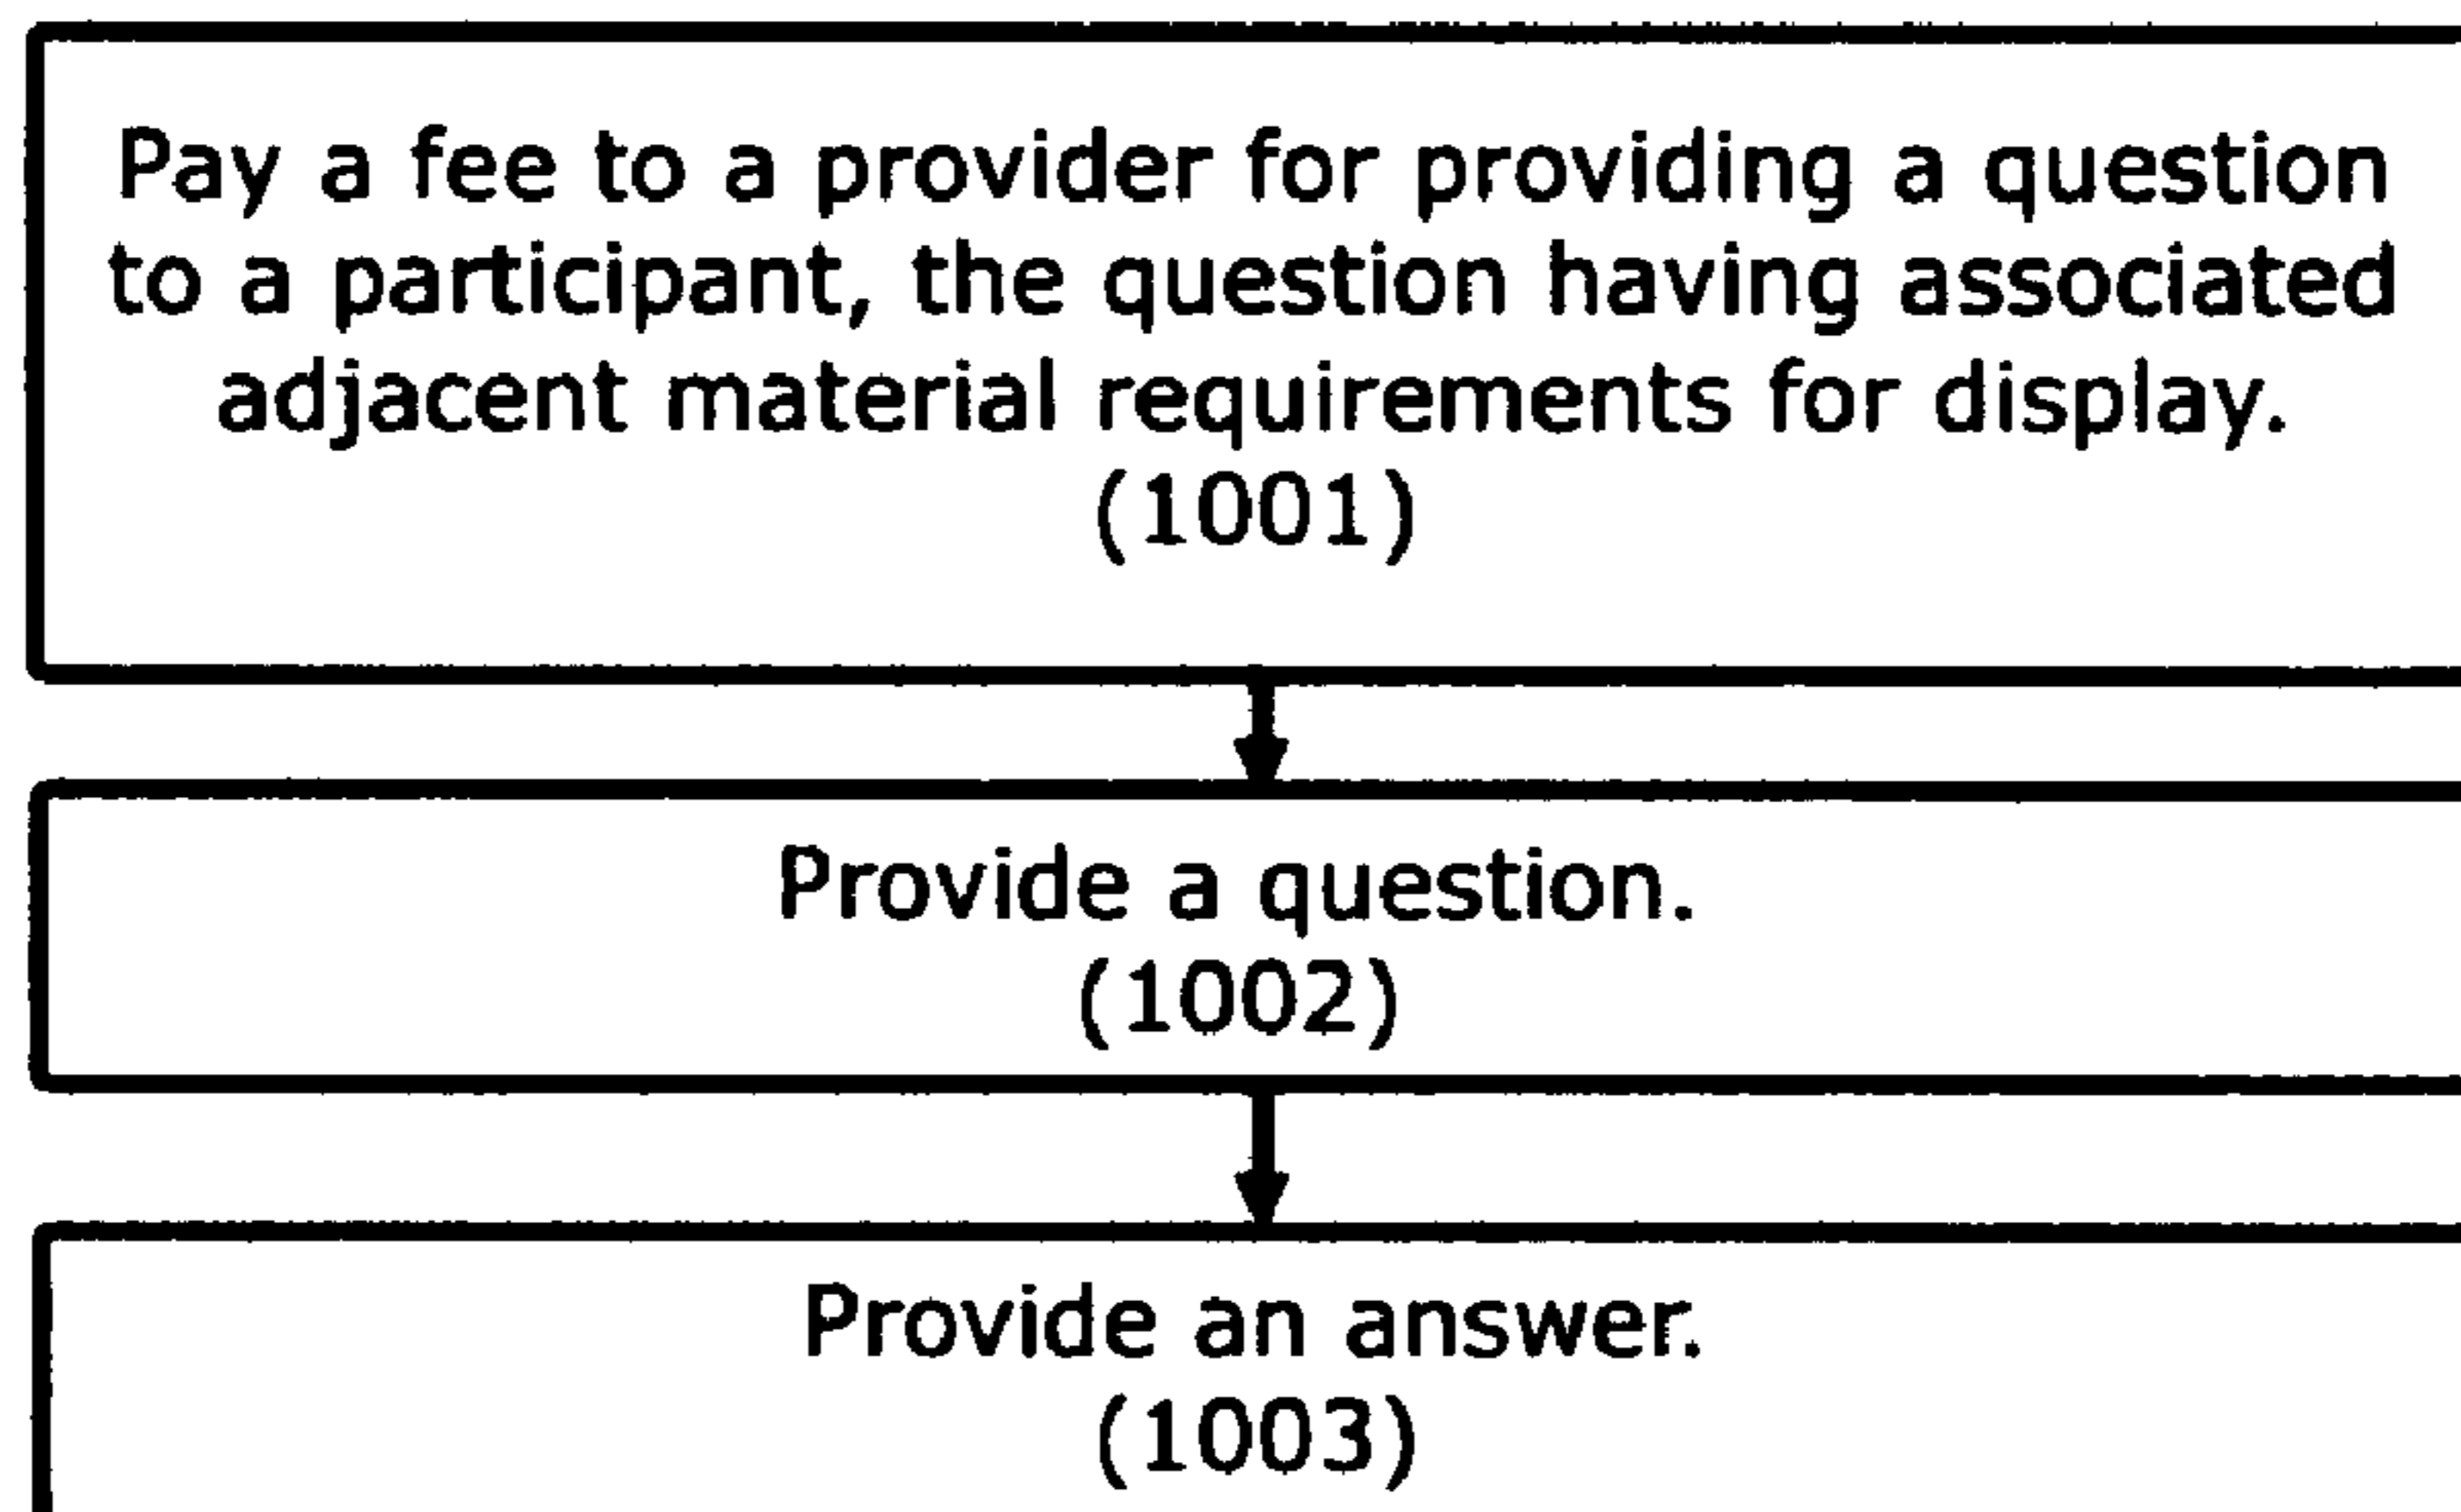 Pay a fee to a provider for providing a question
to a participant, the question having associated
adjacent material requirements for display.
(1001)
Provide a question.
(1002)
Provide an answer.
(1003)